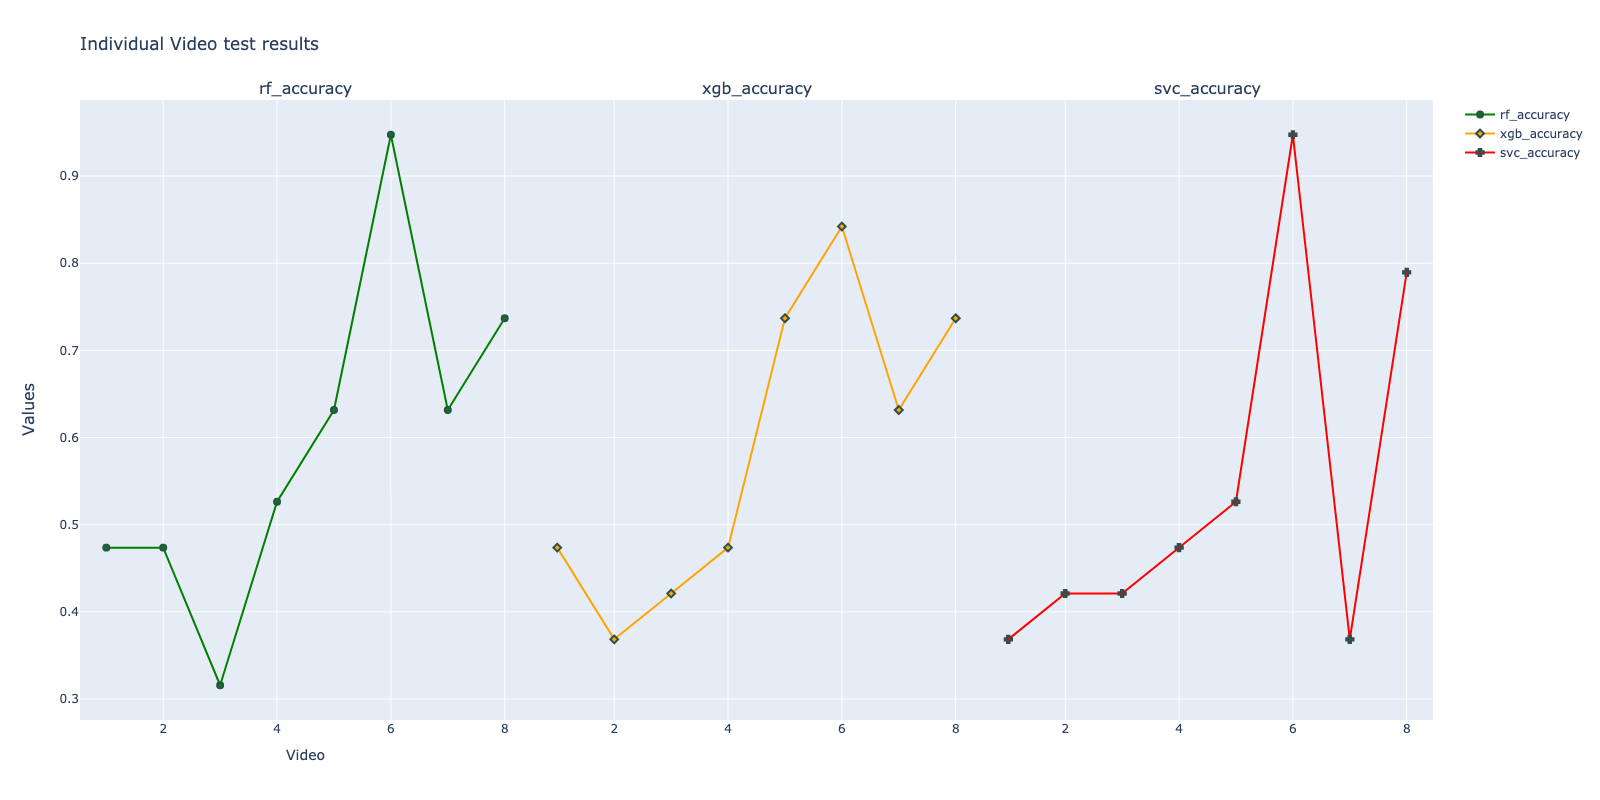 Individual Video test results
rf_accuracy
xgb_accuracy
svc_accuracy
rf_accuracy
xgb_accuracy
svc_accuracy
0.9
0.8
0.7
0.6
0.5
0.4
0.3
Values
2 4 6 8
2 4 6 8
2 4 6 8
Video